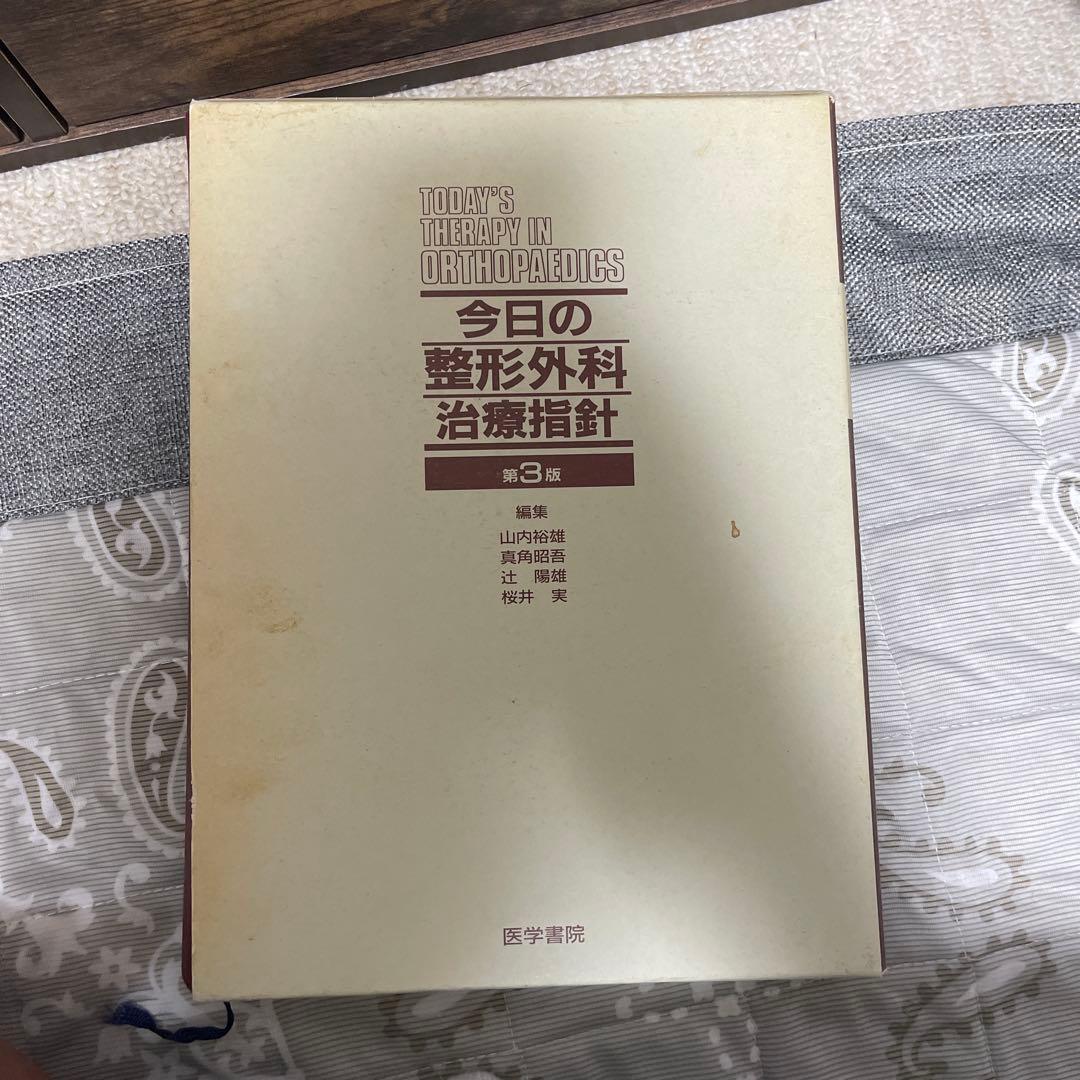 TODAY'S
THERAPY IN
ORTHOPAEDICS
今日の
整形外科
治療指針
第3版
編集
山内裕雄
真角昭吾
辻 陽雄
桜井 実
医学書院